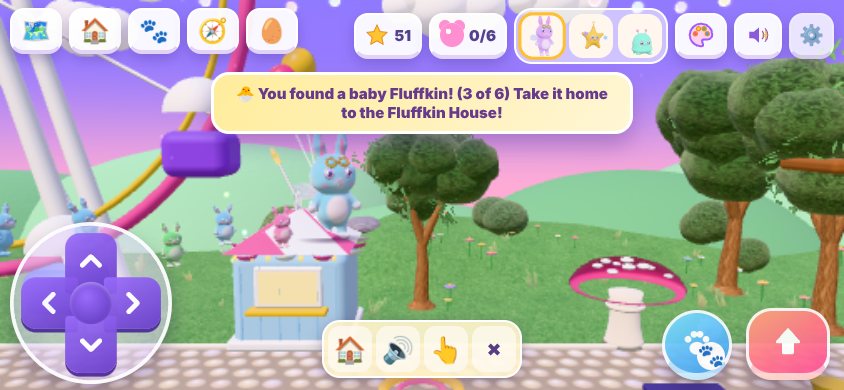 51
0/6
🐣 You found a baby Fluffkin! (3 of 6) Take it home
to the Fluffkin House!